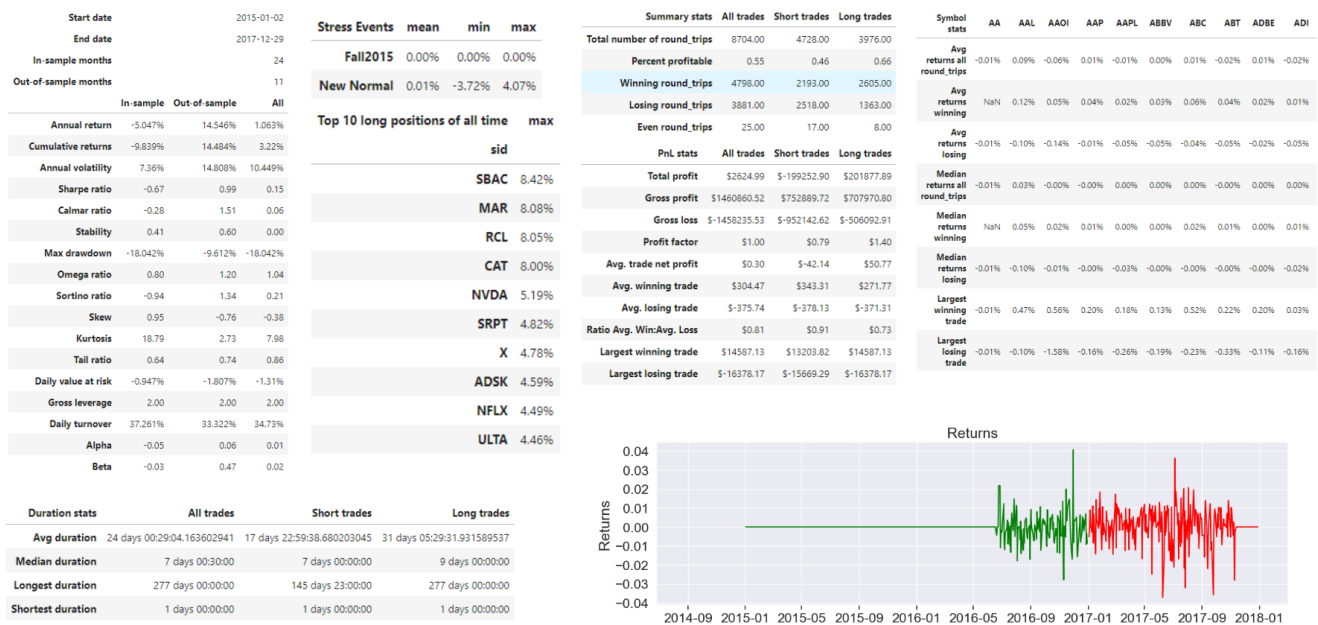 Start date 2015-01-02
End date 2017-12-29
In-sample months 24
Out-of-sample months 11
In-sample Out-of-sample All
Annual return -5.047% 14.546% 1.063%
Cumulative returns -9.839% 14.484% 3.22%
Annual volatility 7.36% 14.808% 10.449%
Sharpe ratio -0.67 0.99 0.15
Calmar ratio -0.28 1.51 0.06
Stability 0.41 0.60 0.00
Max drawdown -18.042% -9.612% -18.042%
Omega ratio 0.80 1.20 1.04
Sortino ratio -0.94 1.34 0.21
Skew 0.95 -0.76 -0.38
Kurtosis 18.79 2.73 7.98
Tail ratio 0.64 0.74 0.86
Daily value at risk -0.947% -1.807% -1.31%
Gross leverage 2.00 2.00 2.00
Daily turnover 37.261% 33.322% 34.73%
Alpha -0.05 0.06 0.01
Beta -0.03 0.47 0.02
Stress Events mean min max
Fall2015 0.00% 0.00% 0.00%
New Normal 0.01% -3.72% 4.07%
Top 10 long positions of all time max
sid
SBAC 8.42%
MAR 8.08%
RCL 8.05%
CAT 8.00%
NVDA 5.19%
SRPT 4.82%
X 4.78%
ADSK 4.59%
NFLX 4.49%
ULTA 4.46%
Summary stats All trades Short trades Long trades
Total number of round_trips 8704.00 4728.00 3976.00
Percent profitable 0.55 0.46 0.66
Winning round_trips 4798.00 2193.00 2605.00
Losing round_trips 3881.00 2518.00 1363.00
Even round_trips 25.00 17.00 8.00
PnL stats All trades Short trades Long trades
Total profit $2624.99 $-199252.90 $201877.89
Gross profit $1460860.52 $752889.72 $707970.80
Gross loss $-1458235.53 $-952142.62 $-506092.91
Profit factor $1.00 $0.79 $1.40
Avg. trade net profit $0.30 $-42.14 $50.77
Avg. winning trade $304.47 $343.31 $271.77
Avg. losing trade $-375.74 $-378.13 $-371.31
Ratio Avg. Win:Avg. Loss $0.81 $0.91 $0.73
Largest winning trade $14587.13 $13203.82 $14587.13
Largest losing trade $-16378.17 $-15669.29 $-16378.17
Symbol
stats AA AAL AAOI AAP AAPL ABBV ABC ABT ADBE ADI
Avg
returns all -0.01% 0.09% -0.06% 0.01% -0.01% 0.00% 0.01% -0.02% 0.01% -0.02%
round_trips
Avg
returns NaN 0.12% 0.05% 0.04% 0.02% 0.03% 0.06% 0.04% 0.02% 0.01%
winning
Avg
returns -0.01% -0.10% -0.14% -0.01% -0.05% -0.05% -0.04% -0.05% -0.02% -0.05%
losing
Median
returns all -0.01% 0.03% -0.00% -0.00% 0.00% 0.00% 0.00% -0.00% 0.00% 0.00%
round_trips
Median
returns NaN 0.05% 0.02% 0.01% 0.00% 0.00% 0.02% 0.01% 0.00% 0.01%
winning
Median
returns -0.01% -0.10% -0.01% -0.00% -0.03% -0.00% -0.00% -0.00% -0.00% -0.02%
losing
Largest
winning -0.01% 0.47% 0.56% 0.20% 0.18% 0.13% 0.52% 0.22% 0.20% 0.03%
trade
Largest
losing -0.01% -0.10% -1.58% -0.16% -0.26% -0.19% -0.23% -0.33% -0.11% -0.16%
trade
Duration stats All trades Short trades Long trades
Avg duration 24 days 00:29:04.163602941 17 days 22:59:38.680203045 31 days 05:29:31.931589537
Median duration 7 days 00:30:00 7 days 00:00:00 9 days 00:00:00
Longest duration 277 days 00:00:00 145 days 23:00:00 277 days 00:00:00
Shortest duration 1 days 00:00:00 1 days 00:00:00 1 days 00:00:00
Returns
Returns
0.04
0.03
0.02
0.01
0.00
−0.01
−0.02
−0.03
−0.04
2014-09 2015-01 2015-05 2015-09 2016-01 2016-05 2016-09 2017-01 2017-05 2017-09 2018-01